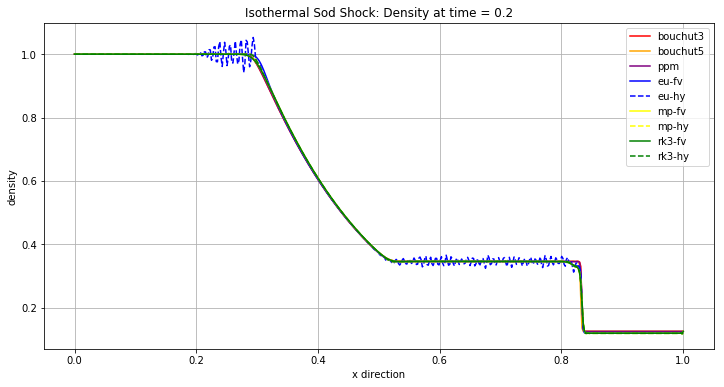 Isothermal Sod Shock: Density at time = 0.2
bouchut3
bouchut5
ppm
eu-fv
eu-hy
mp-fv
mp-hy
rk3-fv
rk3-hy
density
1.0
0.8
0.6
0.4
0.2
0.0
0.2
0.4
0.6
0.8
1.0
x direction